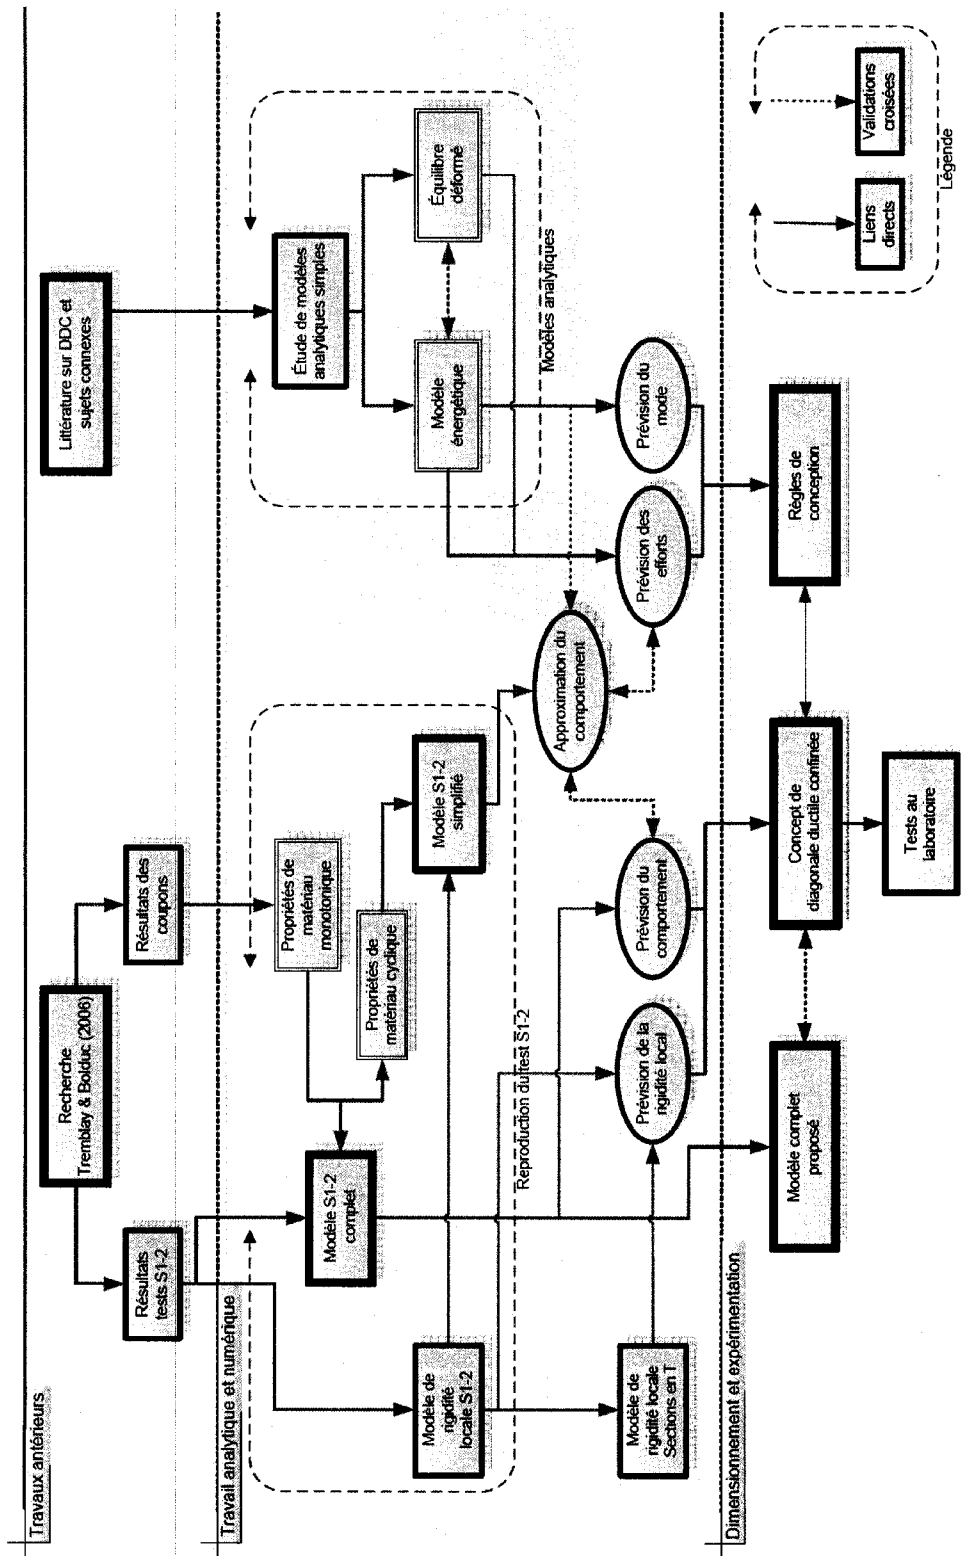 Travaux antérieurs
Recherche
Tremblay & Bolduc (2006)
Littérature sur DDC et
sujets connexes
Résultats
tests S1-2
Résultats des
coupons
Travail analytique et numérique
Modèle S1-2
complet
Propriétés de
matériau
monotonique
Étude de modèles
analytiques simples
Propriétés de
matériau cyclique
Modèle de
rigidité
locale S1-2
Modèle S1-2
simplifié
Modèle
énergétique
Équilibre
déformé
Reproduction du test S1-2
Modèles analytiques
Approximation du
comportement
Modèle de
rigidité locale
Sections en T
Prévision de la
rigidité local
Prévision du
comportement
Prévision des
efforts
Prévision du
mode
Dimensionnement et expérimentation
Modèle complet
proposé
Concept de
diagonale ductile confinée
Règles de
conception
Tests au
laboratoire
Liens
directs
Validations
croisées
Légende